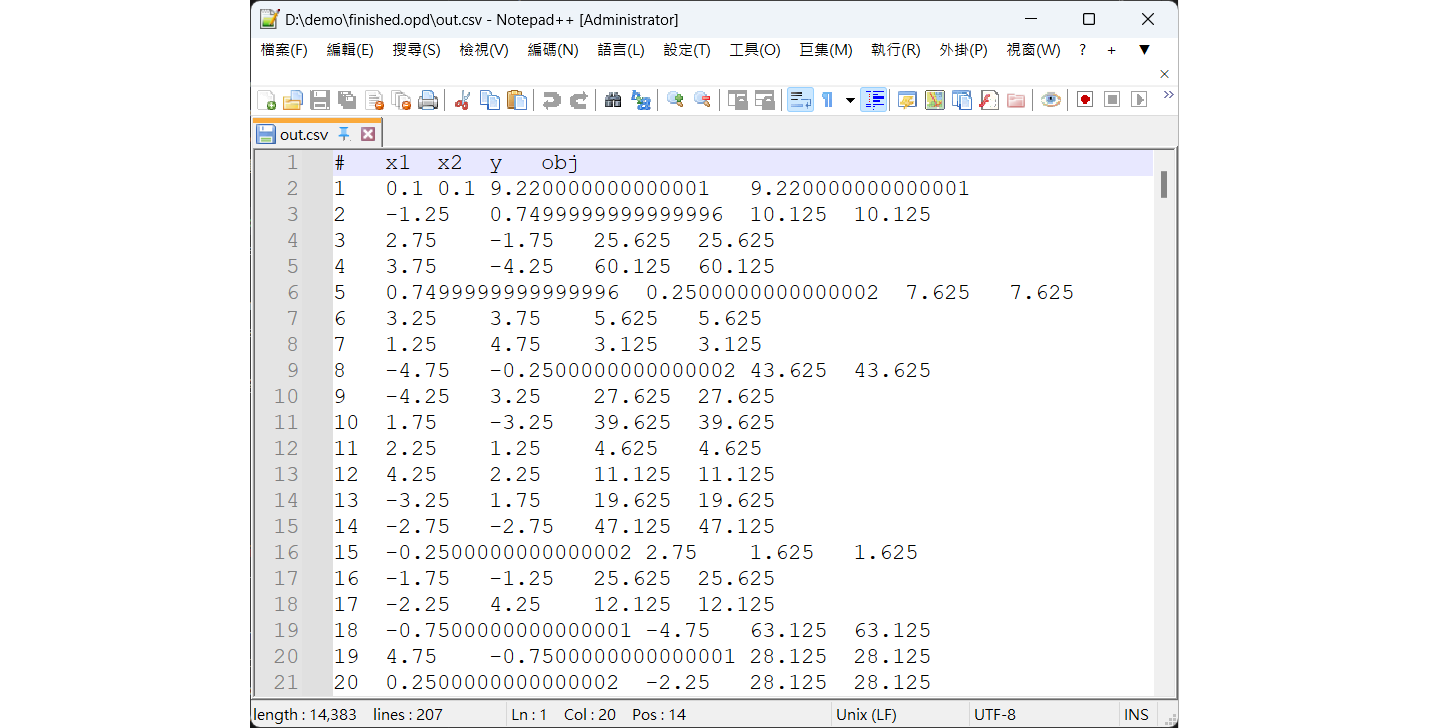 D:\demo\finished.opd\out.csv - Notepad++ [Administrator]
檔案(F) 編輯(E) 搜尋(S) 檢視(V) 編碼(N) 語言(L) 設定(T) 工具(O) 巨集(M) 執行(R) 外掛(P) 視窗(W) ? + ▼
out.csv
1 # x1 x2 y obj
2 1 0.1 0.1 9.220000000000001 9.220000000000001
3 2 -1.25 0.7499999999999996 10.125 10.125
4 3 2.75 -1.75 25.625 25.625
5 4 3.75 -4.25 60.125 60.125
6 5 0.7499999999999996 0.2500000000000002 7.625 7.625
7 6 3.25 3.75 5.625 5.625
8 7 1.25 4.75 3.125 3.125
9 8 -4.75 -0.2500000000000002 43.625 43.625
10 9 -4.25 3.25 27.625 27.625
11 10 1.75 -3.25 39.625 39.625
12 11 2.25 1.25 4.625 4.625
13 12 4.25 2.25 11.125 11.125
14 13 -3.25 1.75 19.625 19.625
15 14 -2.75 -2.75 47.125 47.125
16 15 -0.2500000000000002 2.75 1.625 1.625
17 16 -1.75 -1.25 25.625 25.625
18 17 -2.25 4.25 12.125 12.125
19 18 -0.7500000000000001 -4.75 63.125 63.125
20 19 4.75 -0.7500000000000001 28.125 28.125
21 20 0.2500000000000002 -2.25 28.125 28.125
length : 14,383 lines : 207 Ln : 1 Col : 20 Pos : 14 Unix (LF) UTF-8 INS